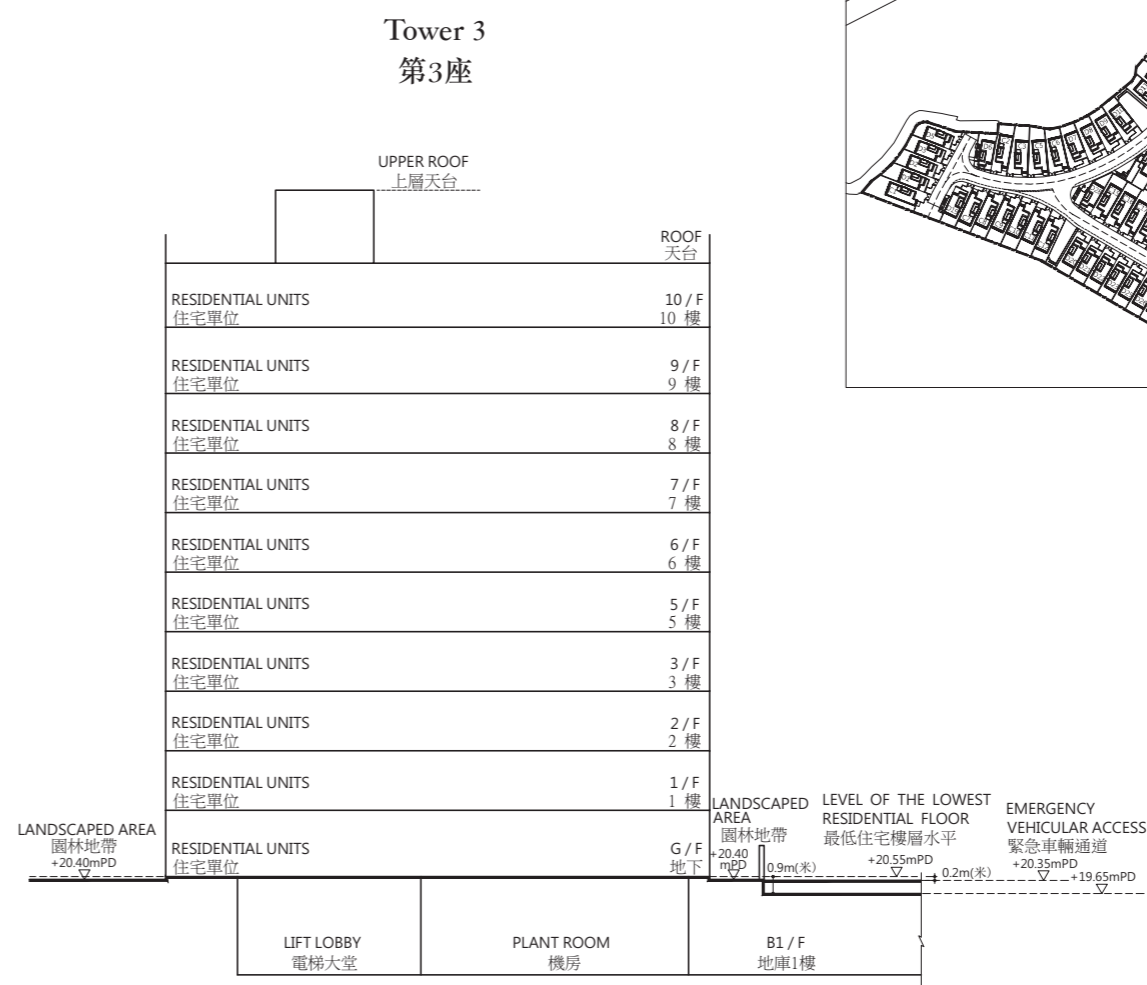 Tower 3
第3座
UPPER ROOF
上層天台
ROOF
天台
RESIDENTIAL UNITS 10 / F
住宅單位 10 樓
RESIDENTIAL UNITS 9 / F
住宅單位 9 樓
RESIDENTIAL UNITS 8 / F
住宅單位 8 樓
RESIDENTIAL UNITS 7 / F
住宅單位 7 樓
RESIDENTIAL UNITS 6 / F
住宅單位 6 樓
RESIDENTIAL UNITS 5 / F
住宅單位 5 樓
RESIDENTIAL UNITS 3 / F
住宅單位 3 樓
RESIDENTIAL UNITS 2 / F
住宅單位 2 樓
RESIDENTIAL UNITS 1 / F
住宅單位 1 樓
RESIDENTIAL UNITS G / F
住宅單位 地下
LANDSCAPED AREA
園林地帶
+20.40mPD
LANDSCAPED
AREA
園林地帶
+20.40
mPD
0.9m(米)
LEVEL OF THE LOWEST
RESIDENTIAL FLOOR
最低住宅樓層水平
+20.55mPD
0.2m(米)
EMERGENCY
VEHICULAR ACCESS
緊急車輛通道
+20.35mPD
+19.65mPD
LIFT LOBBY
電梯大堂
PLANT ROOM
機房
B1 / F
地庫1樓